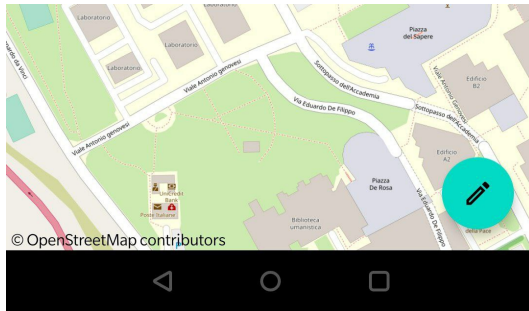 Laboratorio
Laboratorio
Laboratorio
Laboratorio
Piazza
del Sapere
Viale Antonio genovesi
Sottopasso dell'Accademia
Viale Antonio Genovesi
Edificio
B2
Via Eduardo De Filippo
Sottopasso dell'Accademia
Viale Antonio genovesi
Edificio
A2
Piazza
De Rosa
UniCredit
Bank
Poste Italiane
Via Eduardo De Filippo
Biblioteca
umanistica
della Pace
© OpenStreetMap contributors